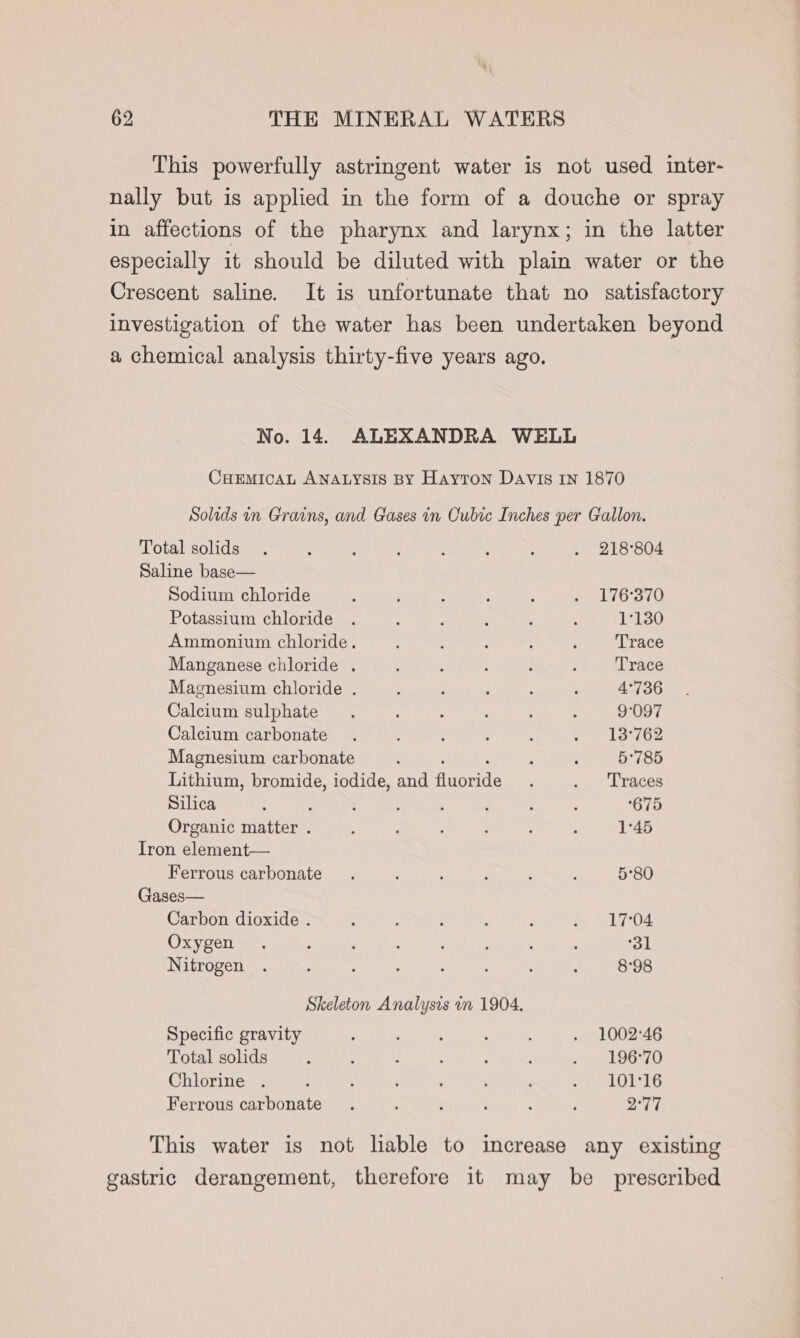 62 THE MINERAL WATERS
This powerfully astringent water is not used inter-
nally but is applied in the form of a douche or spray
in affections of the pharynx and larynx; in the latter
especially it should be diluted with plain water or the
Crescent saline. It is unfortunate that no satisfactory
investigation of the water has been undertaken beyond
a chemical analysis thirty-five years ago.
No. 14. ALEXANDRA WELL
CHEMICAL ANALYSIS BY HAYTON DAVIS IN 1870
Solids in Grains, and Gases in Cubic Inches per Gallon.
Total solids . . . . . . . . 218·804
Saline base—
Sodium chloride . . . . . . 176·370
Potassium chloride . . . . . . 1·130
Ammonium chloride . . . . . . Trace
Manganese chloride . . . . . . Trace
Magnesium chloride . . . . . . 4·736
Calcium sulphate . . . . . . 9·097
Calcium carbonate . . . . . . 13·762
Magnesium carbonate . . . . . 5·785
Lithium, bromide, iodide, and fluoride . . Traces
Silica . . . . . . . . ·675
Organic matter . . . . . . . 1·45
Iron element—
Ferrous carbonate . . . . . . 5·80
Gases—
Carbon dioxide . . . . . . . 17·04
Oxygen . . . . . . . . ·31
Nitrogen . . . . . . . . 8·98
Skeleton Analysis in 1904.
Specific gravity . . . . . . 1002·46
Total solids . . . . . . . 196·70
Chlorine . . . . . . . . 101·16
Ferrous carbonate . . . . . . 2·77
This water is not liable to increase any existing
gastric derangement, therefore it may be prescribed